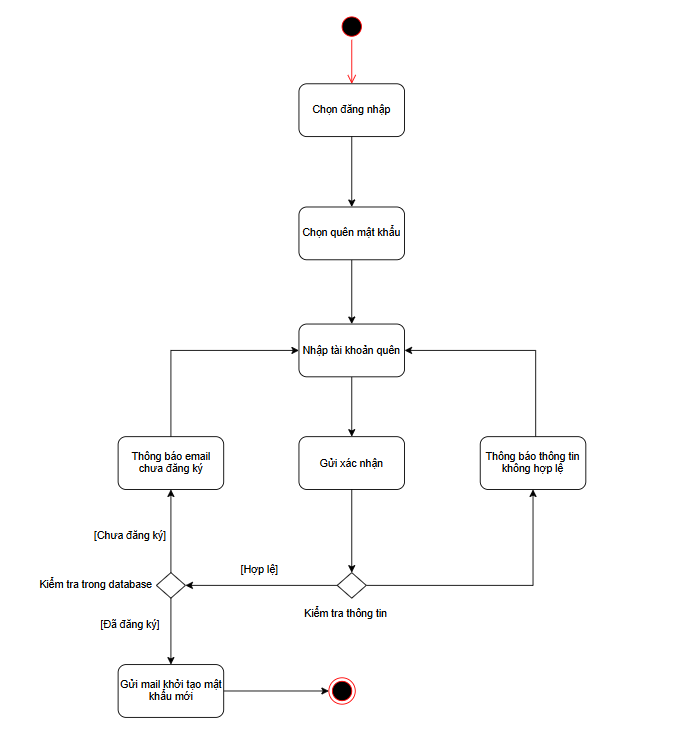 Chọn đăng nhập
Chọn quên mật khẩu
Nhập tài khoản quên
Thông báo email
chưa đăng ký
Gửi xác nhận
Thông báo thông tin
không hợp lệ
[Chưa đăng ký]
[Hợp lệ]
Kiểm tra trong database
Kiểm tra thông tin
[Đã đăng ký]
Gửi mail khởi tạo mật
khẩu mới